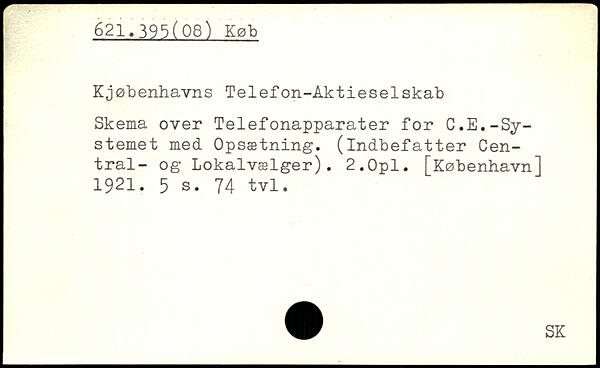 621.395(08) Køb
Kjøbenhavns Telefon-Aktieselskab
Skema over Telefonapparater for C.E.-Sy-
stemet med Opsætning. (Indbefatter Cen-
tral- og Lokalvælger). 2.Opl. [København]
1921. 5 s. 74 tvl.
SK